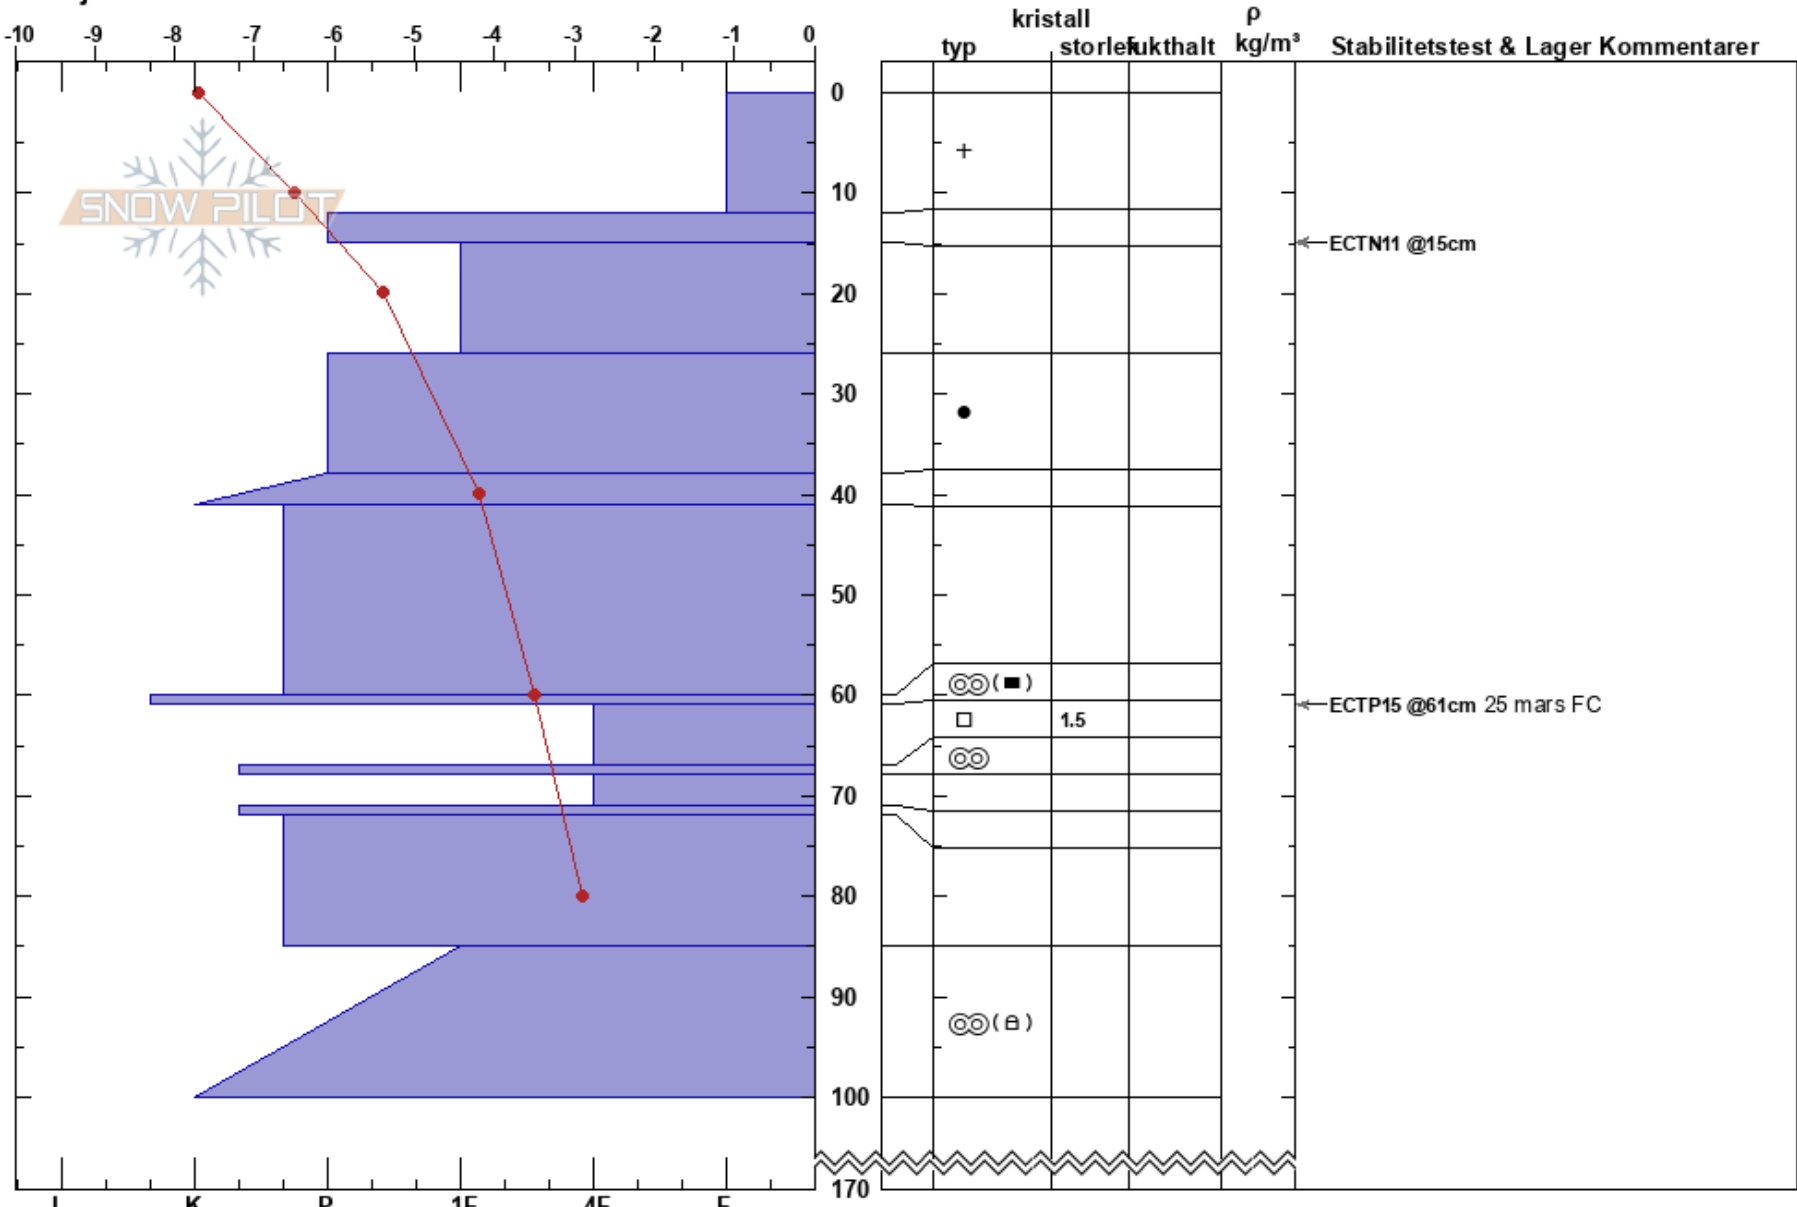 kristall
ρ
-10 -9 -8 -7 -6 -5 -4 -3 -2 -1 0
typ storlek fukthalt kg/m³ Stabilitetstest & Lager Kommentarer
0
SNOW PILOT
+
10
ECTN11 @15cm
20
30
40
50
60
ECTP15 @61cm 25 mars FC
1.5
70
80
90
100
170
K P 1F 4F F